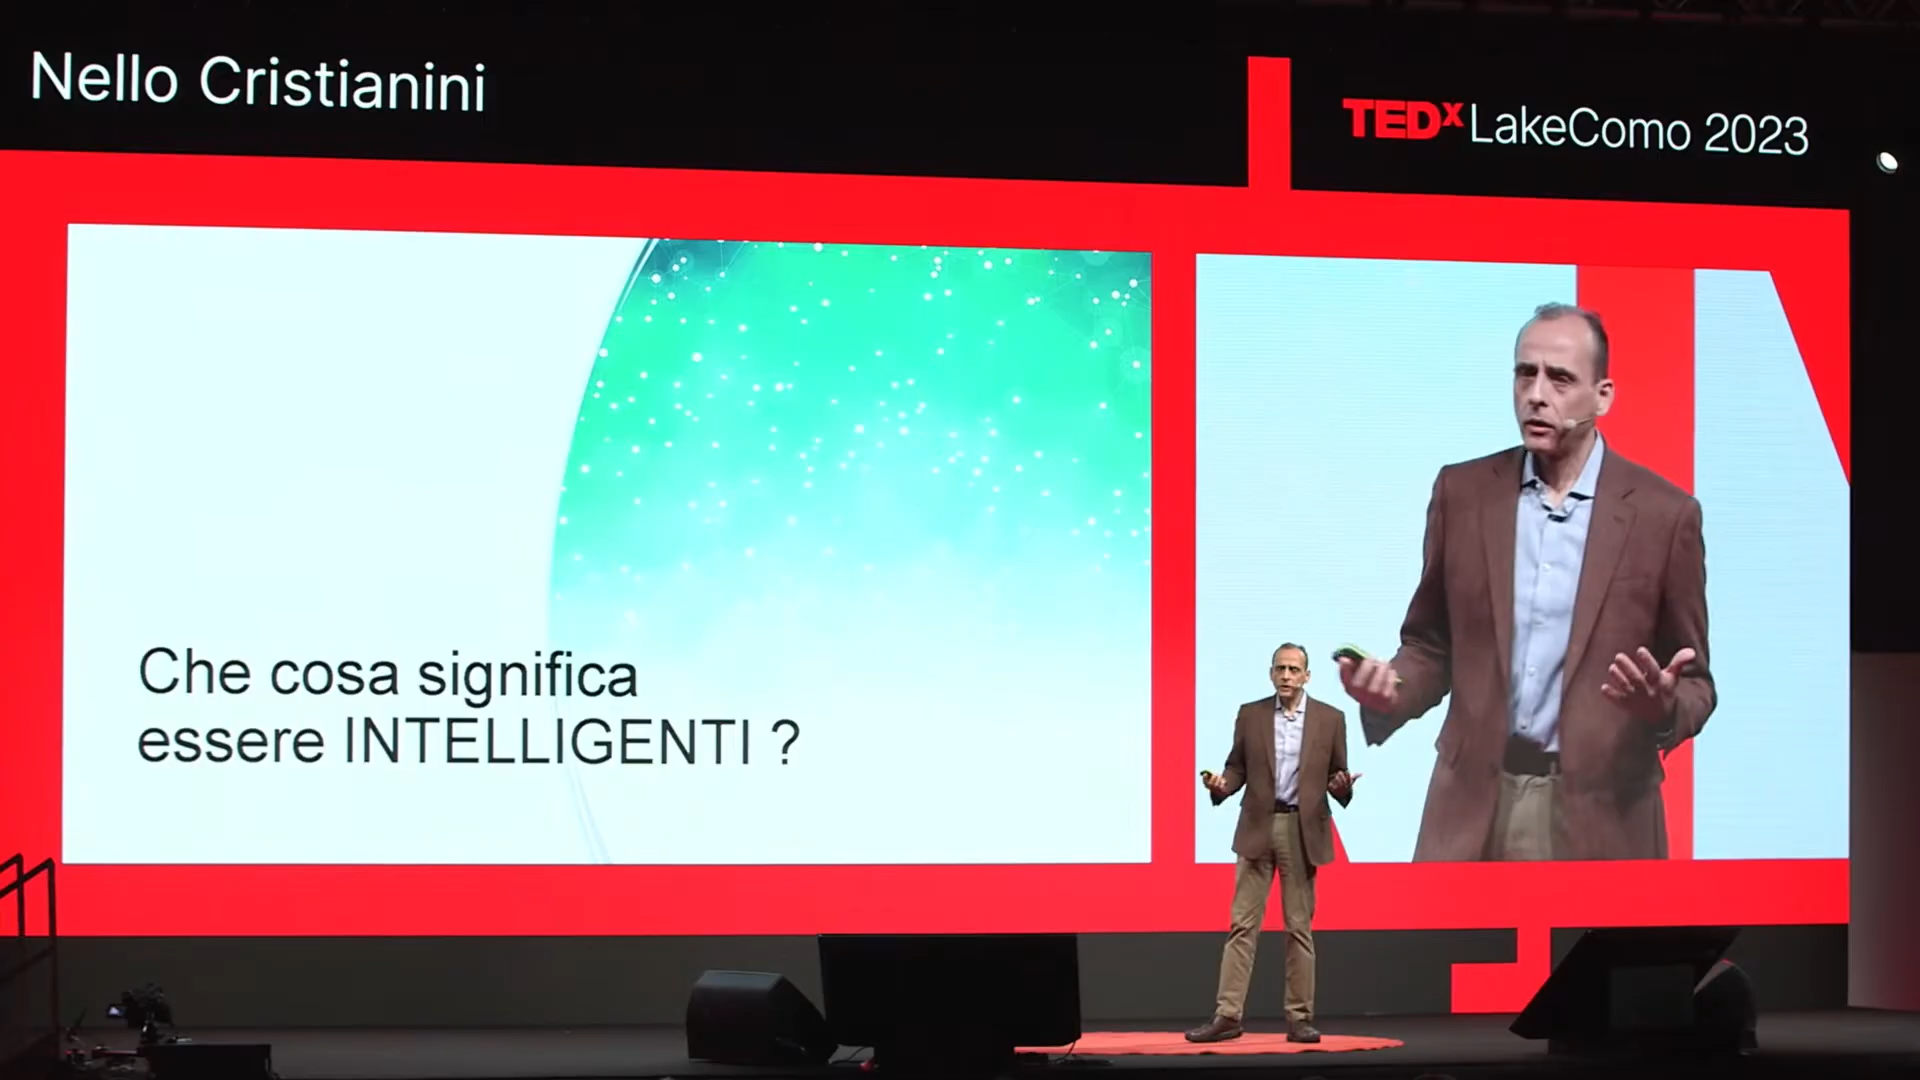 Nello Cristianini
TEDx LakeComo 2023
Che cosa significa
essere INTELLIGENTI ?